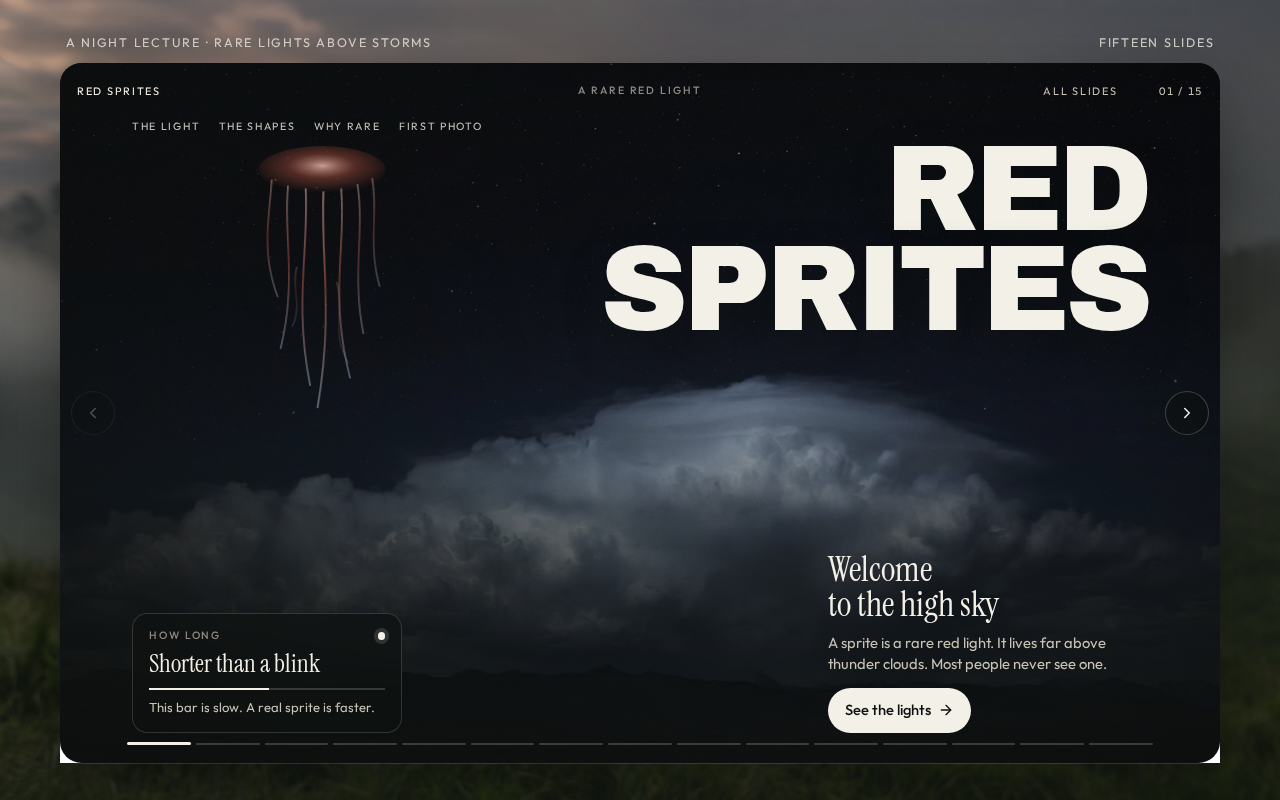 A NIGHT LECTURE · RARE LIGHTS ABOVE STORMS
FIFTEEN SLIDES
RED SPRITES
A RARE RED LIGHT
ALL SLIDES
01 / 15
THE LIGHT
THE SHAPES
WHY RARE
FIRST PHOTO
RED
SPRITES
Welcome
to the high sky
A sprite is a rare red light. It lives far above
thunder clouds. Most people never see one.
See the lights
HOW LONG
Shorter than a blink
This bar is slow. A real sprite is faster.